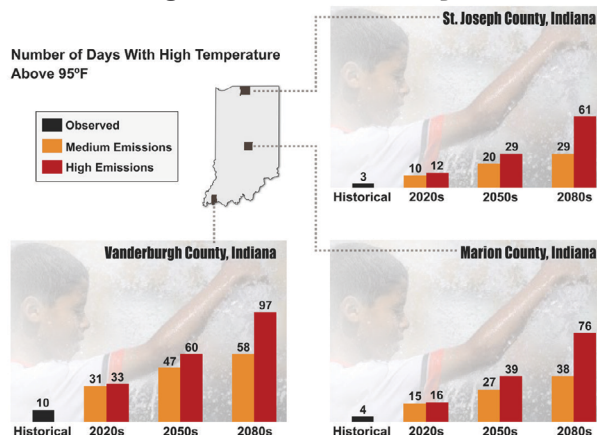 St. Joseph County, Indiana
Number of Days With High Temperature
Above 95ºF
Observed
Medium Emissions
High Emissions
3
10
12
20
29
29
61
Historical
2020s
2050s
2080s
Vanderburgh County, Indiana
10
31
33
47
60
58
97
Historical
2020s
2050s
2080s
Marion County, Indiana
4
15
16
27
39
38
76
Historical
2020s
2050s
2080s